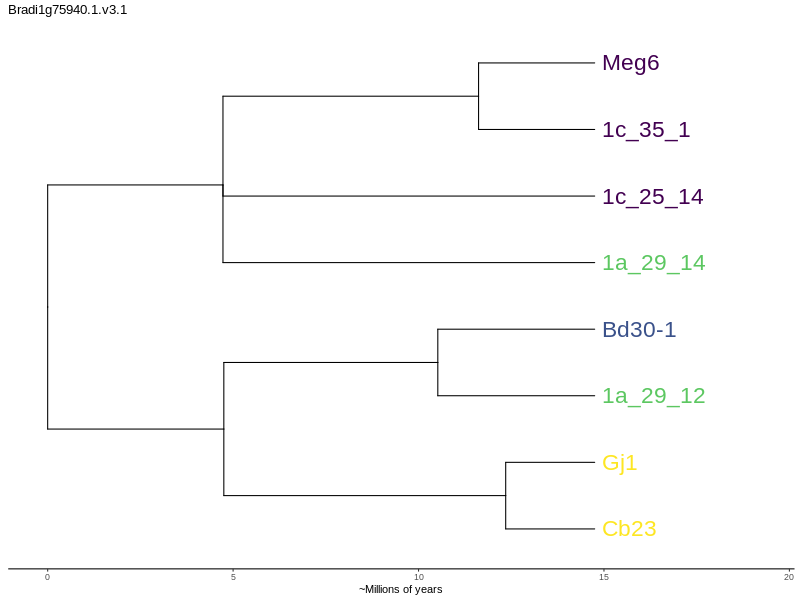 Bradi1g75940.1.v3.1
Meg6
1c_35_1
1c_25_14
1a_29_14
Bd30-1
1a_29_12
Gj1
Cb23
0 5 10 15 20
~Millions of years